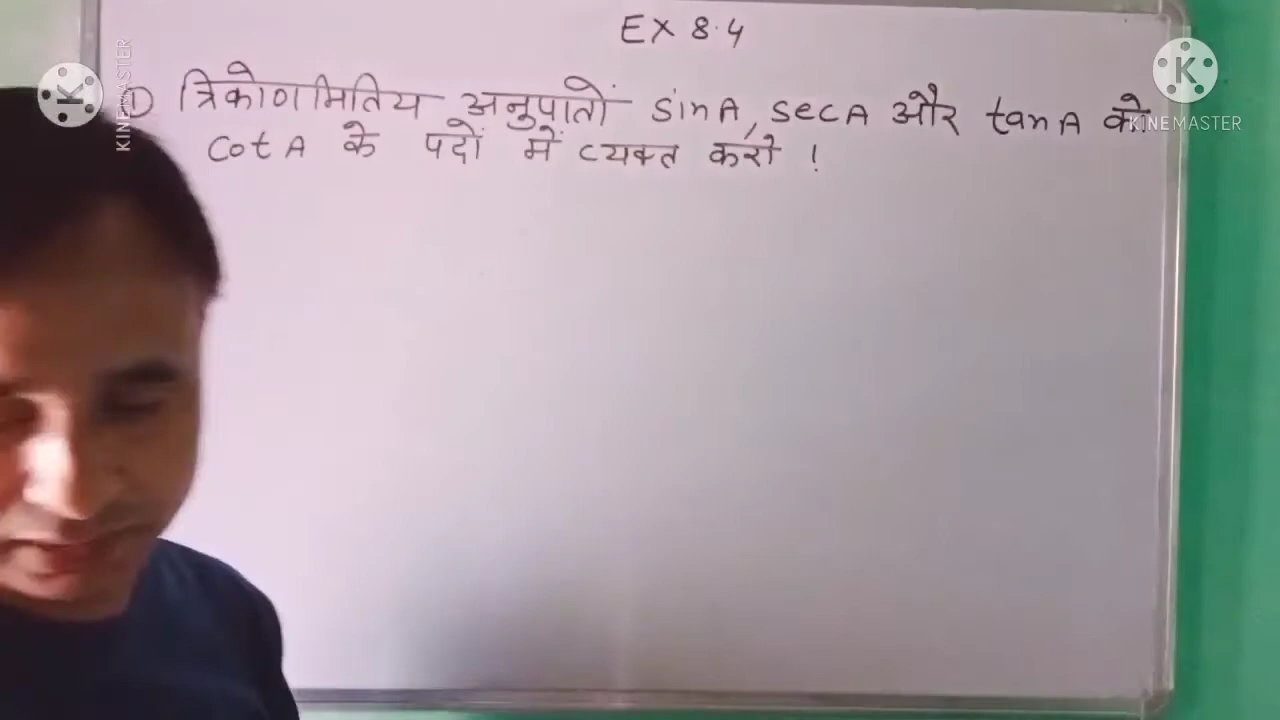 EX 8.4
① त्रिकोणमितिय अनुपातों sinA, secA और tanA को
cotA के पदों में व्यक्त करो !
KINEMASTER
KINEMASTER